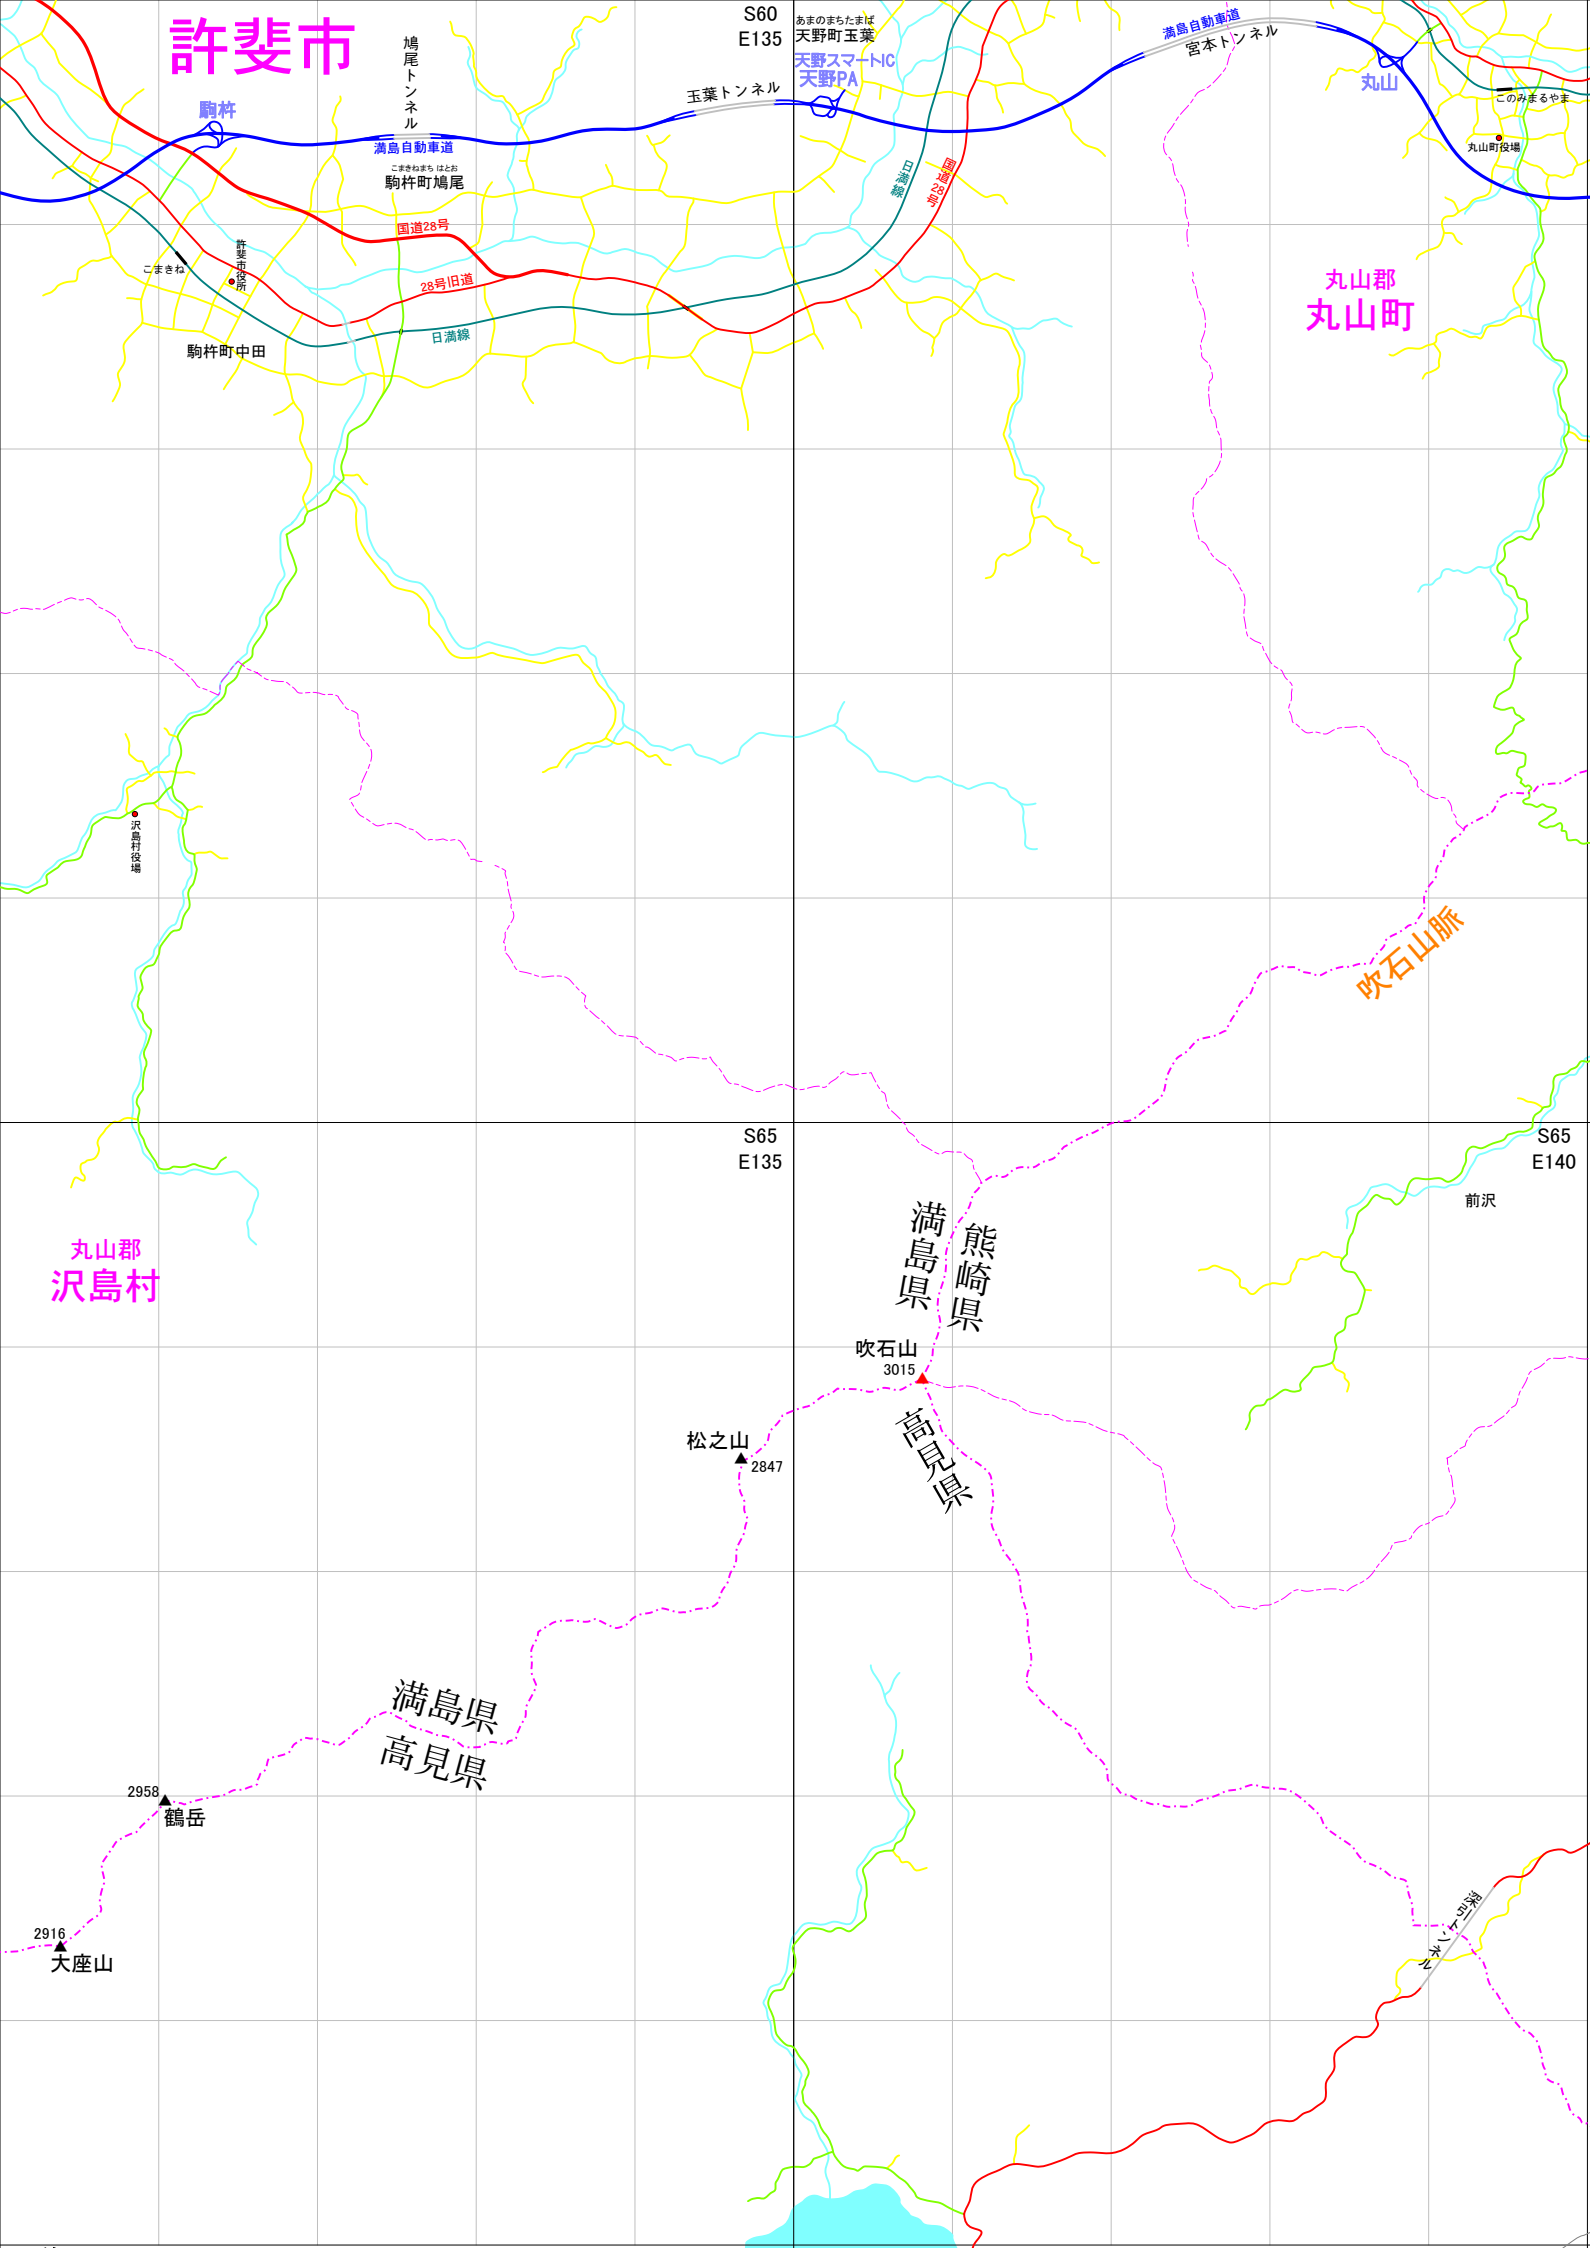 許斐市
鳩尾トンネル
S60
E135
あまのまちたまば
天野町玉葉
天野スマートIC
天野PA
満島自動車道
宮本トンネル
丸山
このみまるやま
丸山町役場
駒杵
玉葉トンネル
満島自動車道
こまきねまち はとお
駒杵町鳩尾
日満線
国道28号
国道28号
許斐市役所
こまきね
28号旧道
日満線
駒杵町中田
丸山郡
丸山町
沢島村役場
吹石山脈
S65
E135
S65
E140
前沢
丸山郡
沢島村
満島県
熊崎県
吹石山
3015
高見県
松之山
2847
満島県
高見県
2958
鶴岳
2916
大座山
深引トンネル